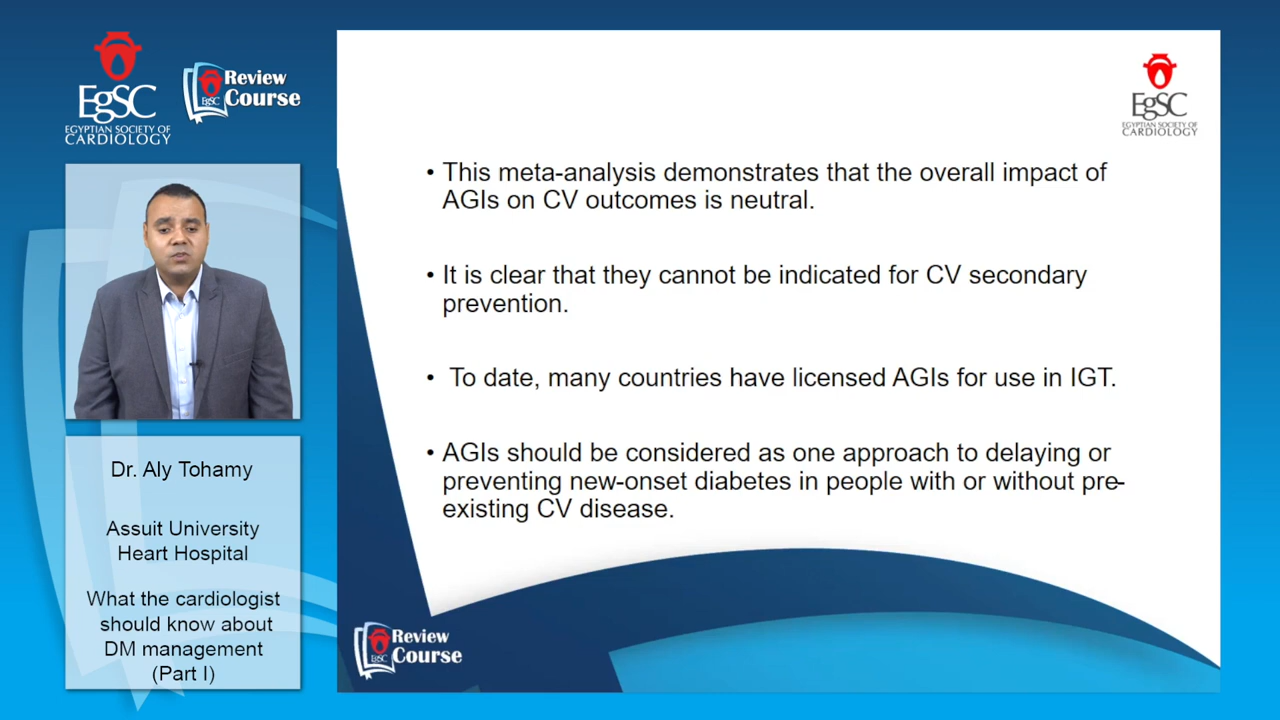 EgSC
EGYPTIAN SOCIETY OF
CARDIOLOGY
EgSC
Review
Course
Dr. Aly Tohamy
Assuit University
Heart Hospital
What the cardiologist
should know about
DM management
(Part I)
EgSC
EGYPTIAN SOCIETY OF
CARDIOLOGY
• This meta-analysis demonstrates that the overall impact of
AGIs on CV outcomes is neutral.
• It is clear that they cannot be indicated for CV secondary
prevention.
• To date, many countries have licensed AGIs for use in IGT.
• AGIs should be considered as one approach to delaying or
preventing new-onset diabetes in people with or without pre-
existing CV disease.
EgSC
Review
Course